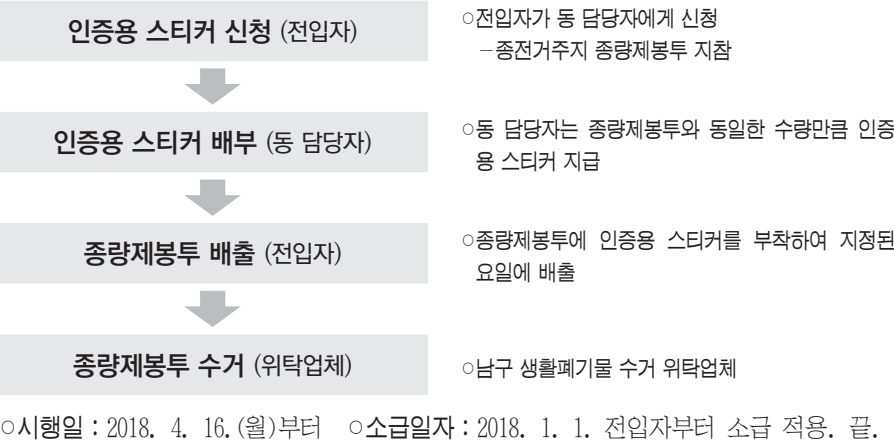 인증용 스티커 신청 (전입자)
○전입자가 동 담당자에게 신청
－종전거주지 종량제봉투 지참
인증용 스티커 배부 (동 담당자)
○동 담당자는 종량제봉투와 동일한 수량만큼 인증
용 스티커 지급
종량제봉투 배출 (전입자)
○종량제봉투에 인증용 스티커를 부착하여 지정된
요일에 배출
종량제봉투 수거 (위탁업체)
○남구 생활폐기물 수거 위탁업체
○시행일 : 2018. 4. 16.(월)부터 ○소급일자 : 2018. 1. 1. 전입자부터 소급 적용. 끝.